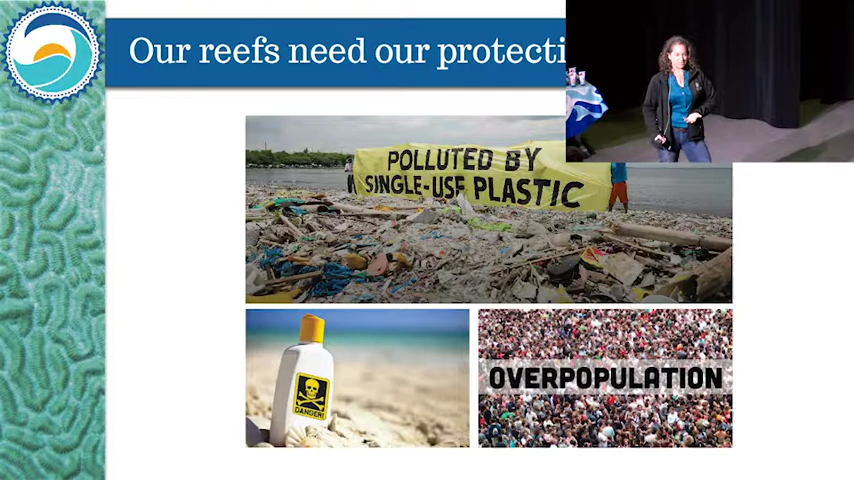 Our reefs need our protecti
POLLUTED BY
SINGLE-USE PLASTIC
DANGER!
OVERPOPULATION